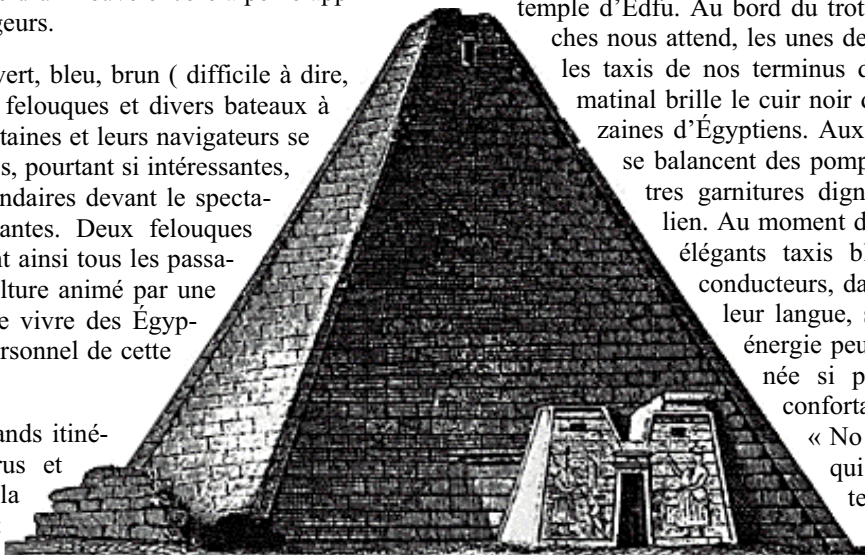 geurs.
vert, bleu, brun ( difficile à dire,
felouques et divers bateaux à
taines et leurs navigateurs se
s, pourtant si intéressantes,
ndaires devant le specta-
antes. Deux felouques
nt ainsi tous les passa-
lture animé par une
e vivre des Égyp-
rsonnel de cette
ands itiné-
rus et
la
temple d'Edfu. Au bord du trot
ches nous attend, les unes de
les taxis de nos terminus d
matinal brille le cuir noir d
zaines d'Égyptiens. Aux
se balancent des pomp
tres garnitures dign
lien. Au moment d
élégants taxis bl
conducteurs, da
leur langue, s
énergie peu
née si p
conforta
« No
qui
te